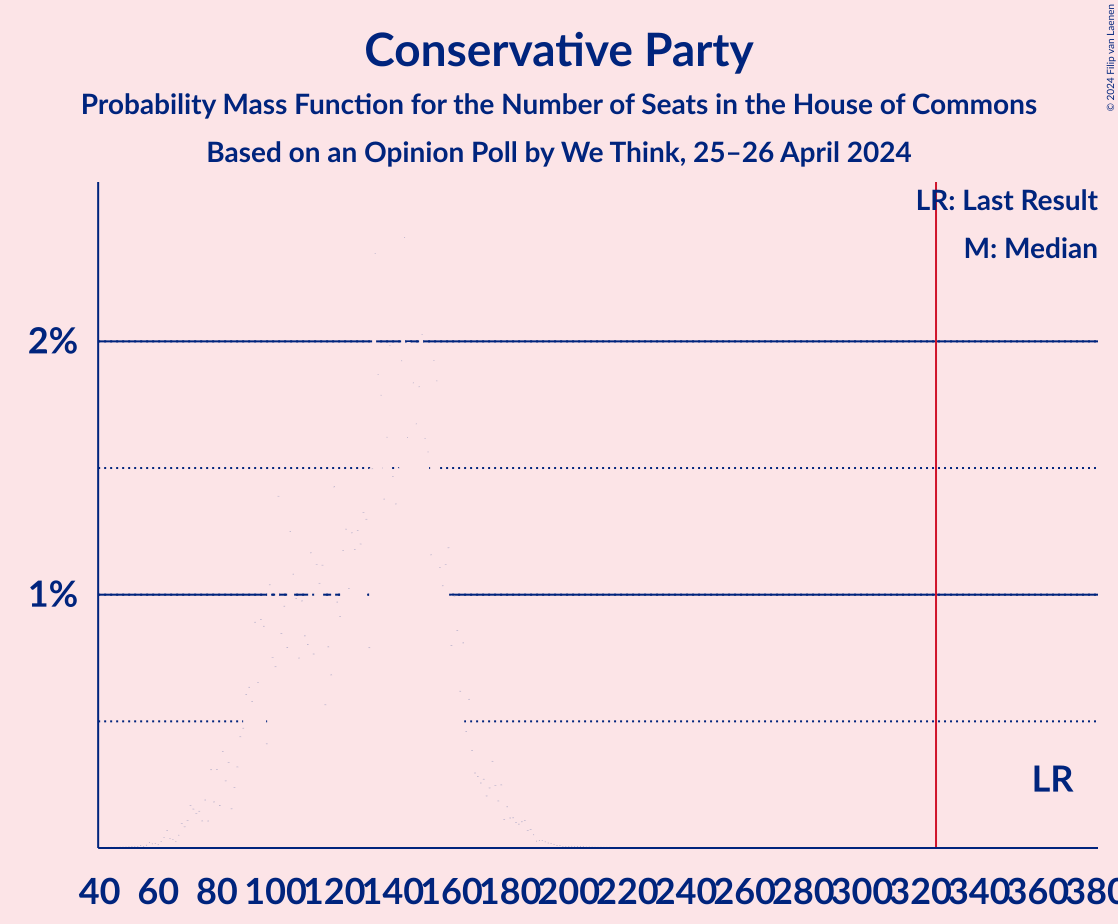 Conservative Party
Probability Mass Function for the Number of Seats in the House of Commons
Based on an Opinion Poll by We Think, 25–26 April 2024
© 2024 Filip van Laenen
LR: Last Result
M: Median
2%
1%
LR
40 60 80 100 120 140 160 180 200 220 240 260 280 300 320 340 360 380